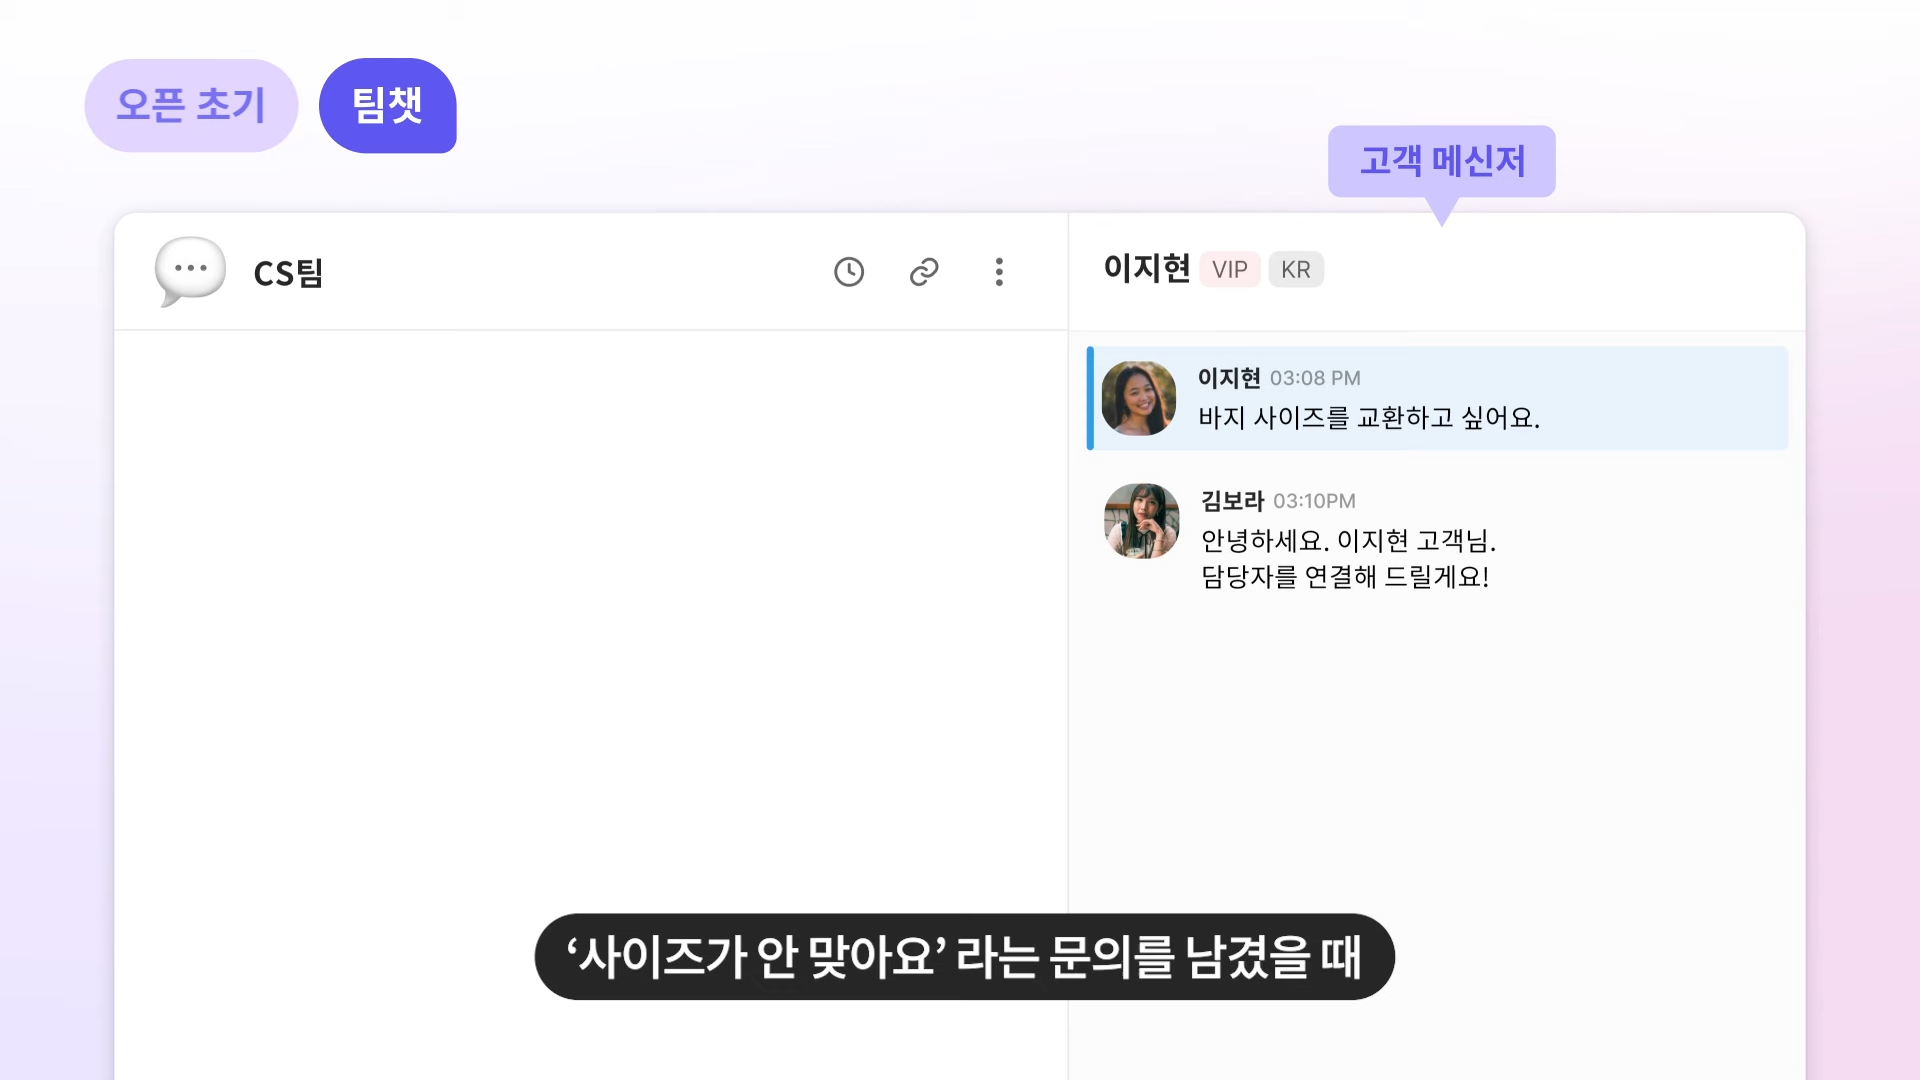 오픈 초기
팀챗
고객 메신저
CS팀
이지현 VIP KR
이지현 03:08 PM
바지 사이즈를 교환하고 싶어요.
김보라 03:10PM
안녕하세요. 이지현 고객님.
담당자를 연결해 드릴게요!
‘사이즈가 안 맞아요’ 라는 문의를 남겼을 때